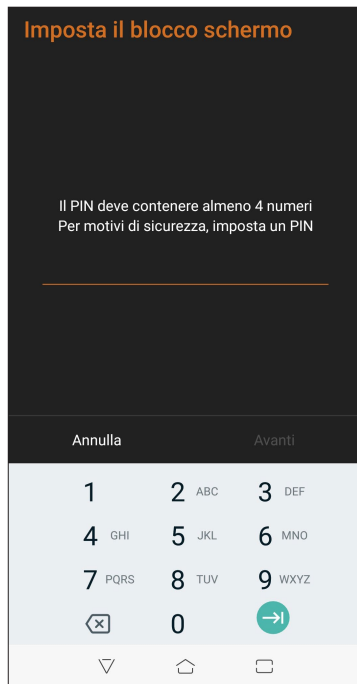 Imposta il blocco schermo
Il PIN deve contenere almeno 4 numeri
Per motivi di sicurezza, imposta un PIN
Annulla Avanti
1 2 ABC 3 DEF
4 GHI 5 JKL 6 MNO
7 PQRS 8 TUV 9 WXYZ
0